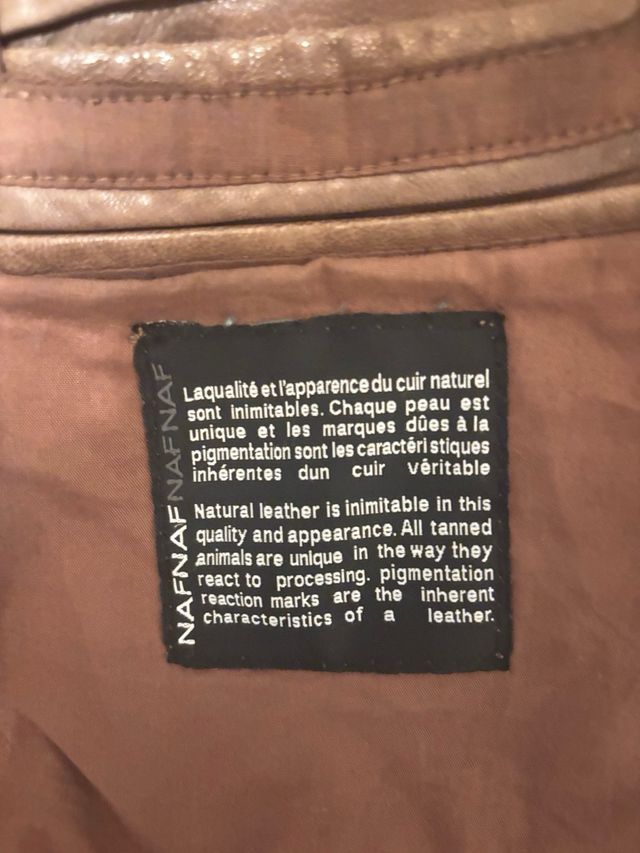 Laqualité et l'apparence du cuir naturel
sont inimitables. Chaque peau est
unique et les marques dûes à la
pigmentation sont les caractéri stiques
inhérentes dun cuir véritable
Natural leather is inimitable in this
quality and appearance. All tanned
animals are unique in the way they
react to processing. pigmentation
reaction marks are the inherent
characteristics of a leather.
NAFNAFNAFNAF